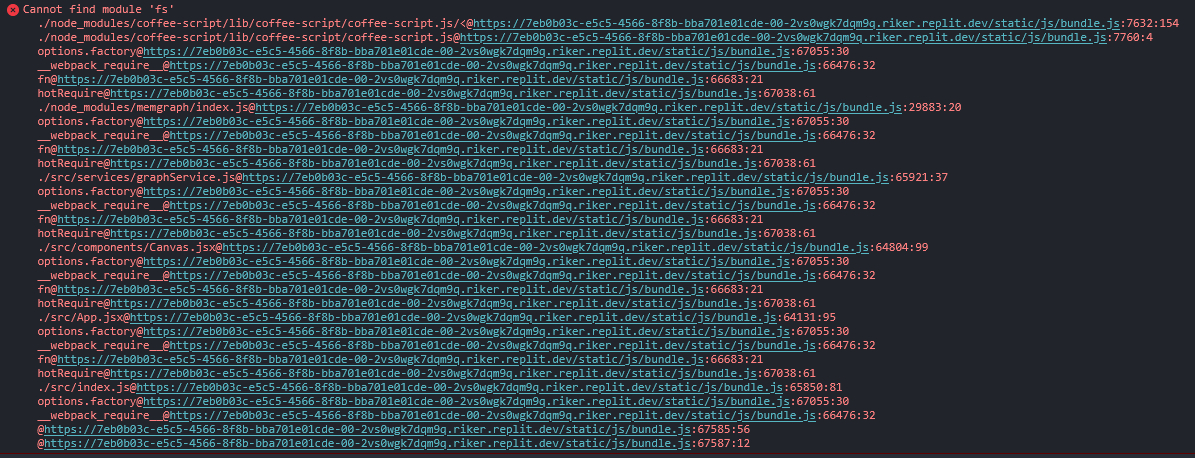 Cannot find module 'fs'
./node_modules/coffee-script/lib/coffee-script/coffee-script.js/<@https://7eb0b03c-e5c5-4566-8f8b-bba701e01cde-00-2vs0wgk7dqm9q.riker.replit.dev/static/js/bundle.js:7632:154
./node_modules/coffee-script/lib/coffee-script/coffee-script.js@https://7eb0b03c-e5c5-4566-8f8b-bba701e01cde-00-2vs0wgk7dqm9q.riker.replit.dev/static/js/bundle.js:7760:4
options.factory@https://7eb0b03c-e5c5-4566-8f8b-bba701e01cde-00-2vs0wgk7dqm9q.riker.replit.dev/static/js/bundle.js:67055:30
__webpack_require__@https://7eb0b03c-e5c5-4566-8f8b-bba701e01cde-00-2vs0wgk7dqm9q.riker.replit.dev/static/js/bundle.js:66476:32
fn@https://7eb0b03c-e5c5-4566-8f8b-bba701e01cde-00-2vs0wgk7dqm9q.riker.replit.dev/static/js/bundle.js:66683:21
hotRequire@https://7eb0b03c-e5c5-4566-8f8b-bba701e01cde-00-2vs0wgk7dqm9q.riker.replit.dev/static/js/bundle.js:67038:61
./node_modules/memgraph/index.js@https://7eb0b03c-e5c5-4566-8f8b-bba701e01cde-00-2vs0wgk7dqm9q.riker.replit.dev/static/js/bundle.js:29883:20
options.factory@https://7eb0b03c-e5c5-4566-8f8b-bba701e01cde-00-2vs0wgk7dqm9q.riker.replit.dev/static/js/bundle.js:67055:30
__webpack_require__@https://7eb0b03c-e5c5-4566-8f8b-bba701e01cde-00-2vs0wgk7dqm9q.riker.replit.dev/static/js/bundle.js:66476:32
fn@https://7eb0b03c-e5c5-4566-8f8b-bba701e01cde-00-2vs0wgk7dqm9q.riker.replit.dev/static/js/bundle.js:66683:21
hotRequire@https://7eb0b03c-e5c5-4566-8f8b-bba701e01cde-00-2vs0wgk7dqm9q.riker.replit.dev/static/js/bundle.js:67038:61
./src/services/graphService.js@https://7eb0b03c-e5c5-4566-8f8b-bba701e01cde-00-2vs0wgk7dqm9q.riker.replit.dev/static/js/bundle.js:65921:37
options.factory@https://7eb0b03c-e5c5-4566-8f8b-bba701e01cde-00-2vs0wgk7dqm9q.riker.replit.dev/static/js/bundle.js:67055:30
__webpack_require__@https://7eb0b03c-e5c5-4566-8f8b-bba701e01cde-00-2vs0wgk7dqm9q.riker.replit.dev/static/js/bundle.js:66476:32
fn@https://7eb0b03c-e5c5-4566-8f8b-bba701e01cde-00-2vs0wgk7dqm9q.riker.replit.dev/static/js/bundle.js:66683:21
hotRequire@https://7eb0b03c-e5c5-4566-8f8b-bba701e01cde-00-2vs0wgk7dqm9q.riker.replit.dev/static/js/bundle.js:67038:61
./src/components/Canvas.jsx@https://7eb0b03c-e5c5-4566-8f8b-bba701e01cde-00-2vs0wgk7dqm9q.riker.replit.dev/static/js/bundle.js:64804:99
options.factory@https://7eb0b03c-e5c5-4566-8f8b-bba701e01cde-00-2vs0wgk7dqm9q.riker.replit.dev/static/js/bundle.js:67055:30
__webpack_require__@https://7eb0b03c-e5c5-4566-8f8b-bba701e01cde-00-2vs0wgk7dqm9q.riker.replit.dev/static/js/bundle.js:66476:32
fn@https://7eb0b03c-e5c5-4566-8f8b-bba701e01cde-00-2vs0wgk7dqm9q.riker.replit.dev/static/js/bundle.js:66683:21
hotRequire@https://7eb0b03c-e5c5-4566-8f8b-bba701e01cde-00-2vs0wgk7dqm9q.riker.replit.dev/static/js/bundle.js:67038:61
./src/App.jsx@https://7eb0b03c-e5c5-4566-8f8b-bba701e01cde-00-2vs0wgk7dqm9q.riker.replit.dev/static/js/bundle.js:64131:95
options.factory@https://7eb0b03c-e5c5-4566-8f8b-bba701e01cde-00-2vs0wgk7dqm9q.riker.replit.dev/static/js/bundle.js:67055:30
__webpack_require__@https://7eb0b03c-e5c5-4566-8f8b-bba701e01cde-00-2vs0wgk7dqm9q.riker.replit.dev/static/js/bundle.js:66476:32
fn@https://7eb0b03c-e5c5-4566-8f8b-bba701e01cde-00-2vs0wgk7dqm9q.riker.replit.dev/static/js/bundle.js:66683:21
hotRequire@https://7eb0b03c-e5c5-4566-8f8b-bba701e01cde-00-2vs0wgk7dqm9q.riker.replit.dev/static/js/bundle.js:67038:61
./src/index.js@https://7eb0b03c-e5c5-4566-8f8b-bba701e01cde-00-2vs0wgk7dqm9q.riker.replit.dev/static/js/bundle.js:65850:81
options.factory@https://7eb0b03c-e5c5-4566-8f8b-bba701e01cde-00-2vs0wgk7dqm9q.riker.replit.dev/static/js/bundle.js:67055:30
__webpack_require__@https://7eb0b03c-e5c5-4566-8f8b-bba701e01cde-00-2vs0wgk7dqm9q.riker.replit.dev/static/js/bundle.js:66476:32
@https://7eb0b03c-e5c5-4566-8f8b-bba701e01cde-00-2vs0wgk7dqm9q.riker.replit.dev/static/js/bundle.js:67585:56
@https://7eb0b03c-e5c5-4566-8f8b-bba701e01cde-00-2vs0wgk7dqm9q.riker.replit.dev/static/js/bundle.js:67587:12